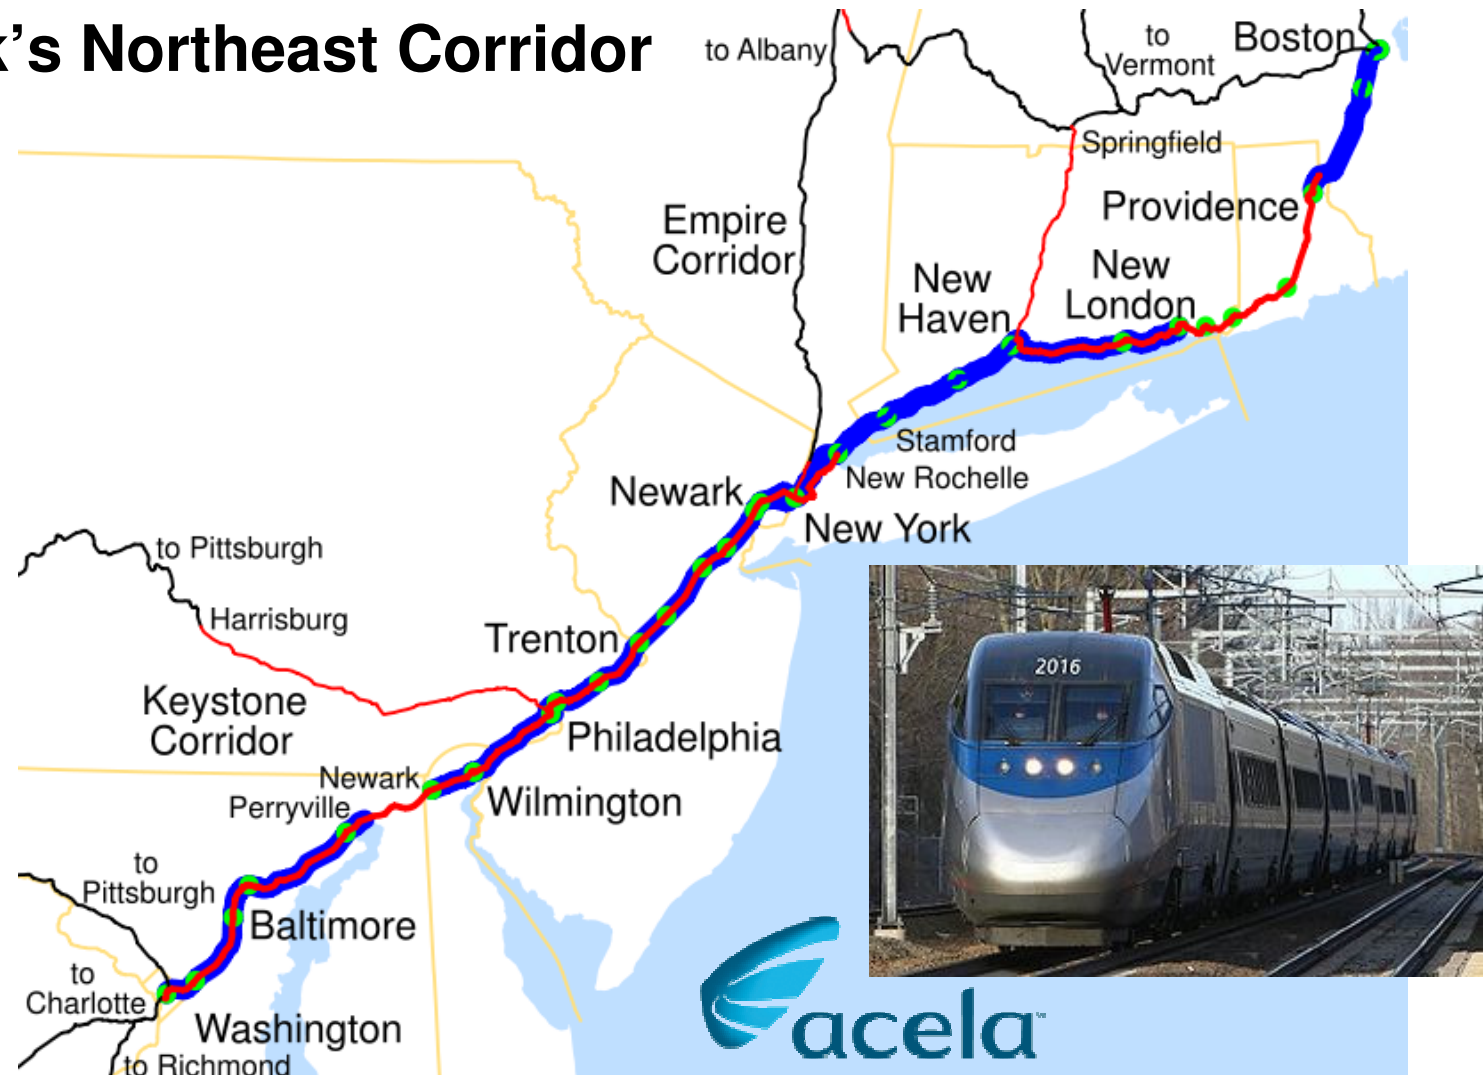 's Northeast Corridor
to Albany
to
Vermont
Boston
Springfield
Providence
Empire
Corridor
New
Haven
New
London
Stamford
New Rochelle
Newark
New York
to Pittsburgh
Harrisburg
Trenton
Keystone
Corridor
Philadelphia
Newark
Perryville
Wilmington
to
Pittsburgh
Baltimore
to
Charlotte
Washington
to Richmond
2016
acela